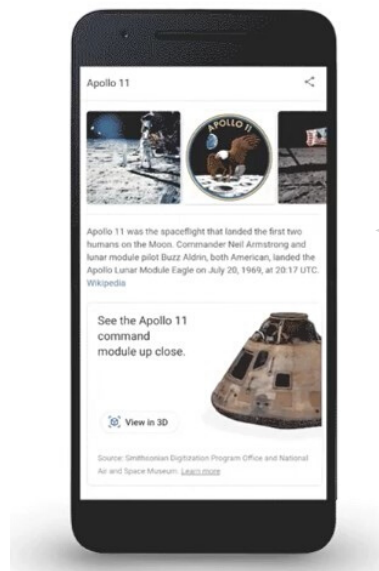 Apollo 11
APOLLO 11
Apollo 11 was the spaceflight that landed the first two
humans on the Moon. Commander Neil Armstrong and
lunar module pilot Buzz Aldrin, both American, landed the
Apollo Lunar Module Eagle on July 20, 1969, at 20:17 UTC.
Wikipedia
See the Apollo 11
command
module up close.
View in 3D
Source: Smithsonian Digitization Program Office and National
Air and Space Museum. Learn more